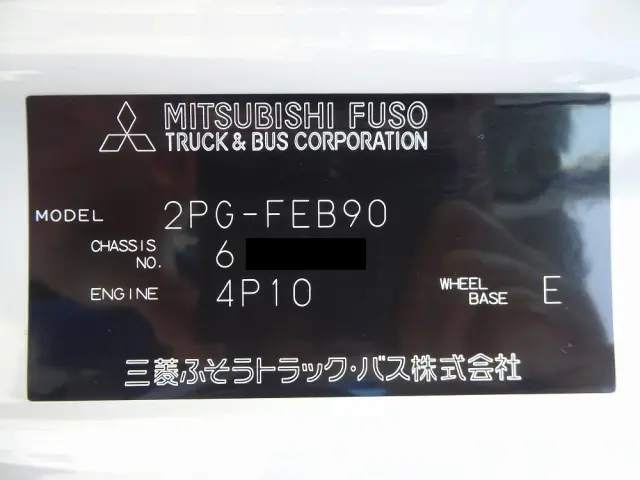 MITSUBISHI FUSO
TRUCK & BUS CORPORATION
MODEL 2PG-FEB90
CHASSIS NO. 6
ENGINE 4P10 WHEEL BASE E
三菱ふそうトラック・バス株式会社